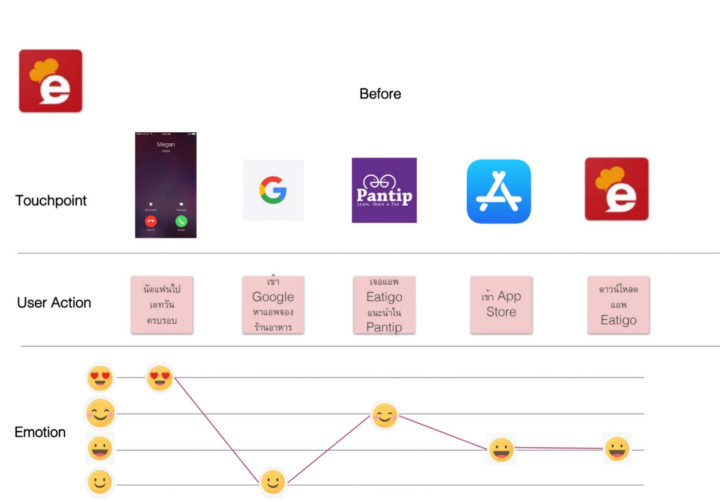 Before
Megan
Touchpoint
Pantip
Learn, Share & Fun
e
User Action
นัดแฟนไป
เดทวัน
ครบรอบ
เข้า
Google
หาแอพจอง
ร้านอาหาร
เจอแอพ
Eatigo
แนะนำใน
Pantip
เข้า App
Store
ดาวน์โหลด
แอพ
Eatigo
Emotion